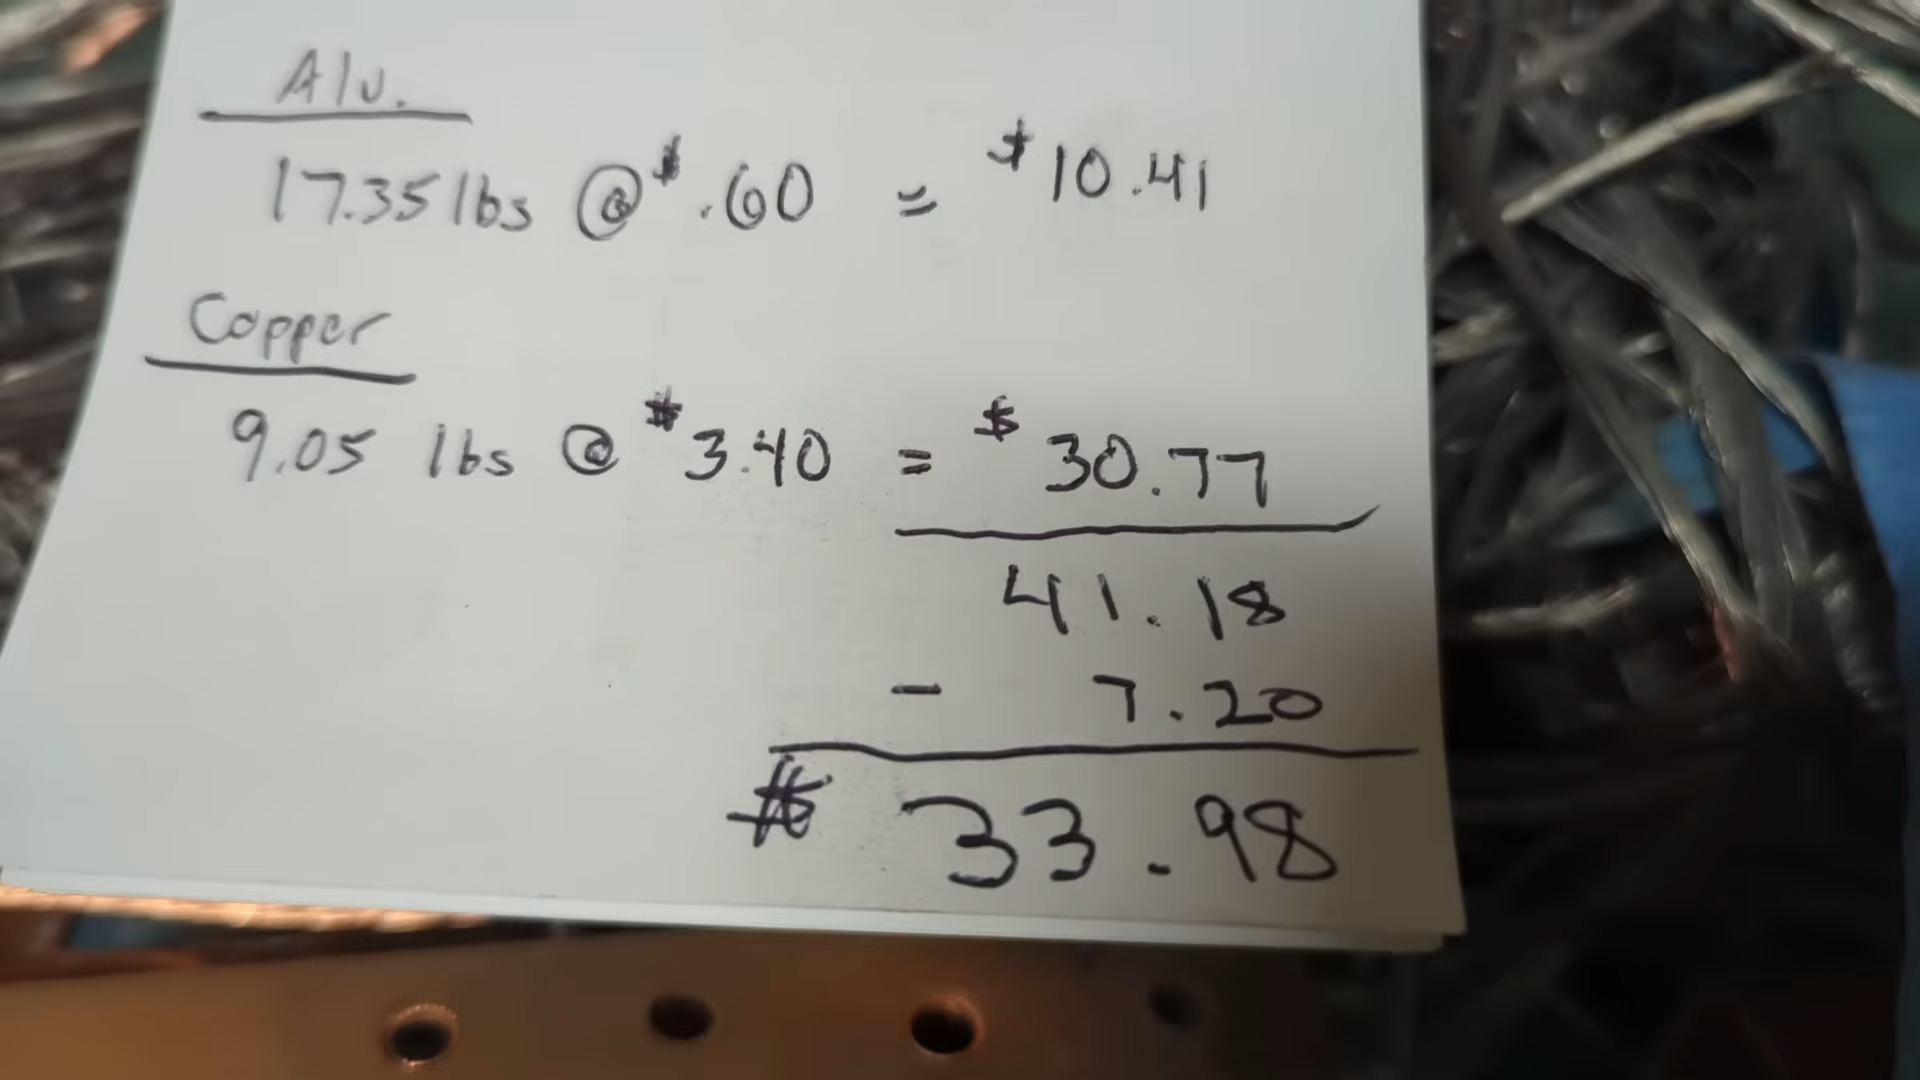 Alu.
17.35 lbs @ $.60 = $10.41
Copper
9.05 lbs @ $3.40 = $30.77
41.18
- 7.20
$ 33.98